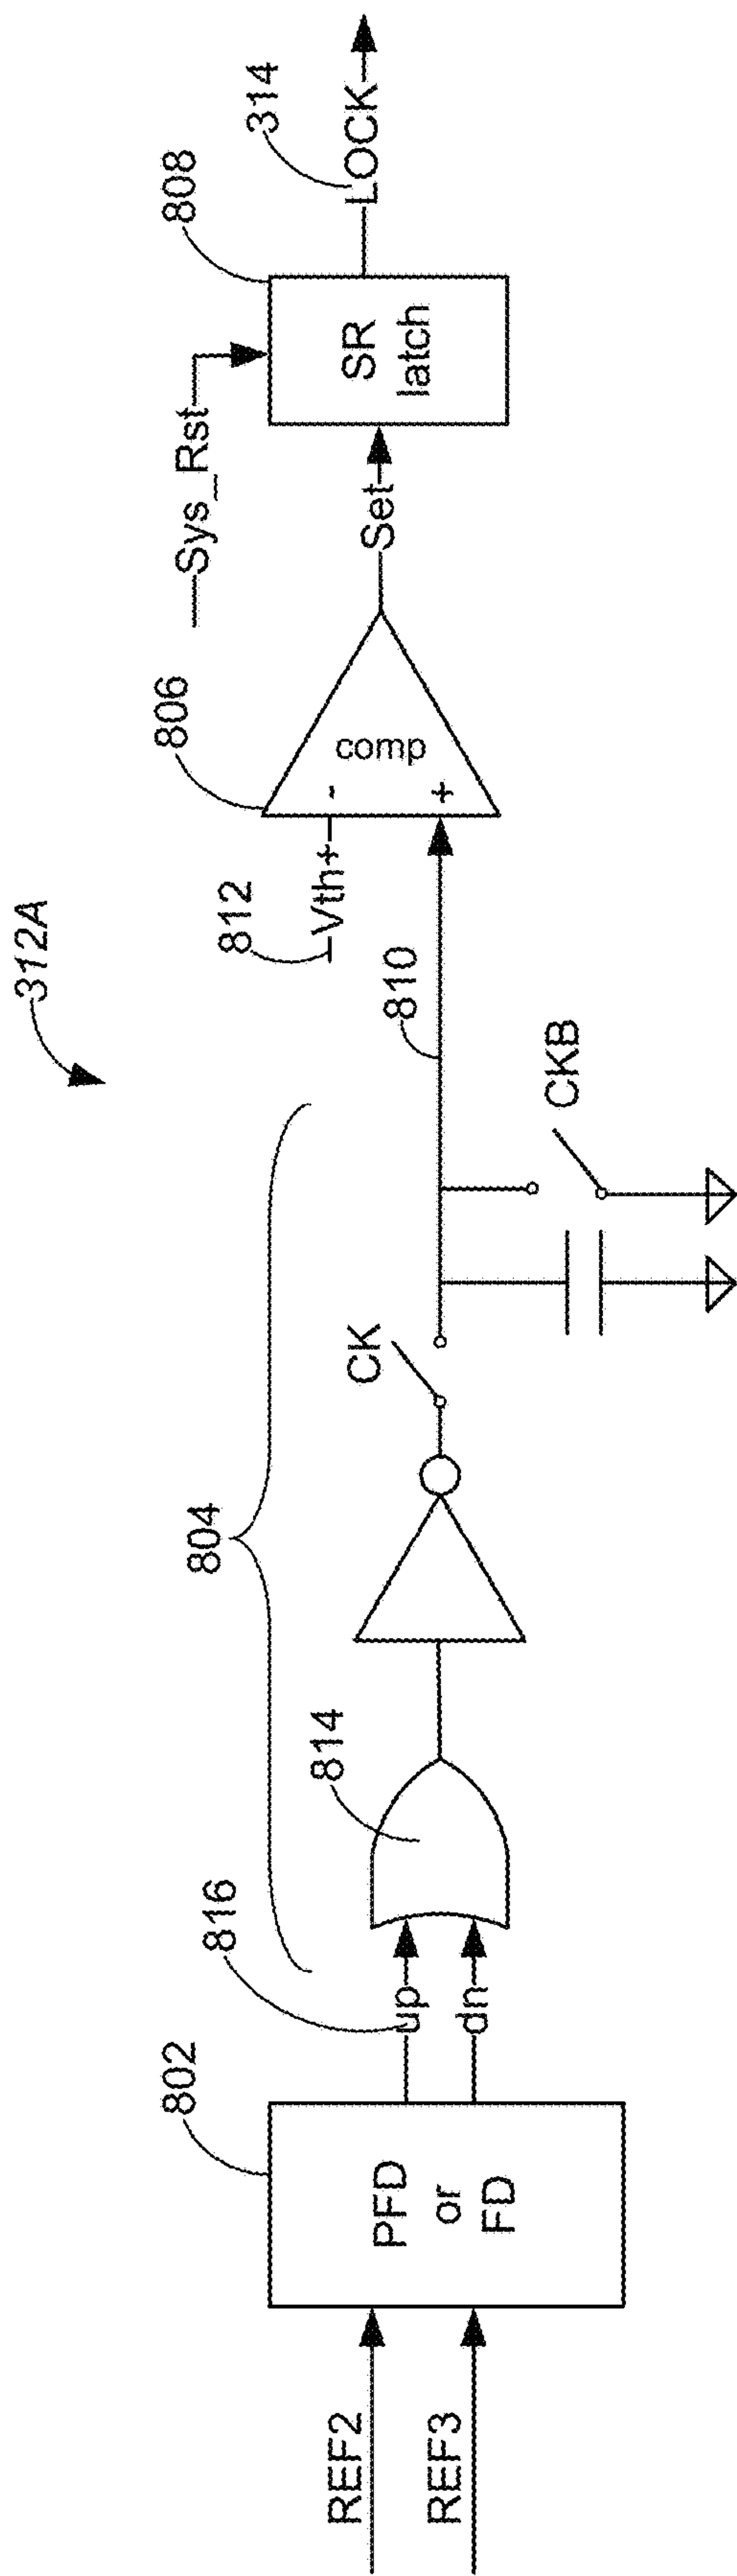 312A
REF2
REF3
802
PFD
or
FD
816
up
dn
804
814
CK
CKB
810
812
Vth+
806
-
+
comp
Set
Sys_Rst
808
SR
latch
314
LOCK